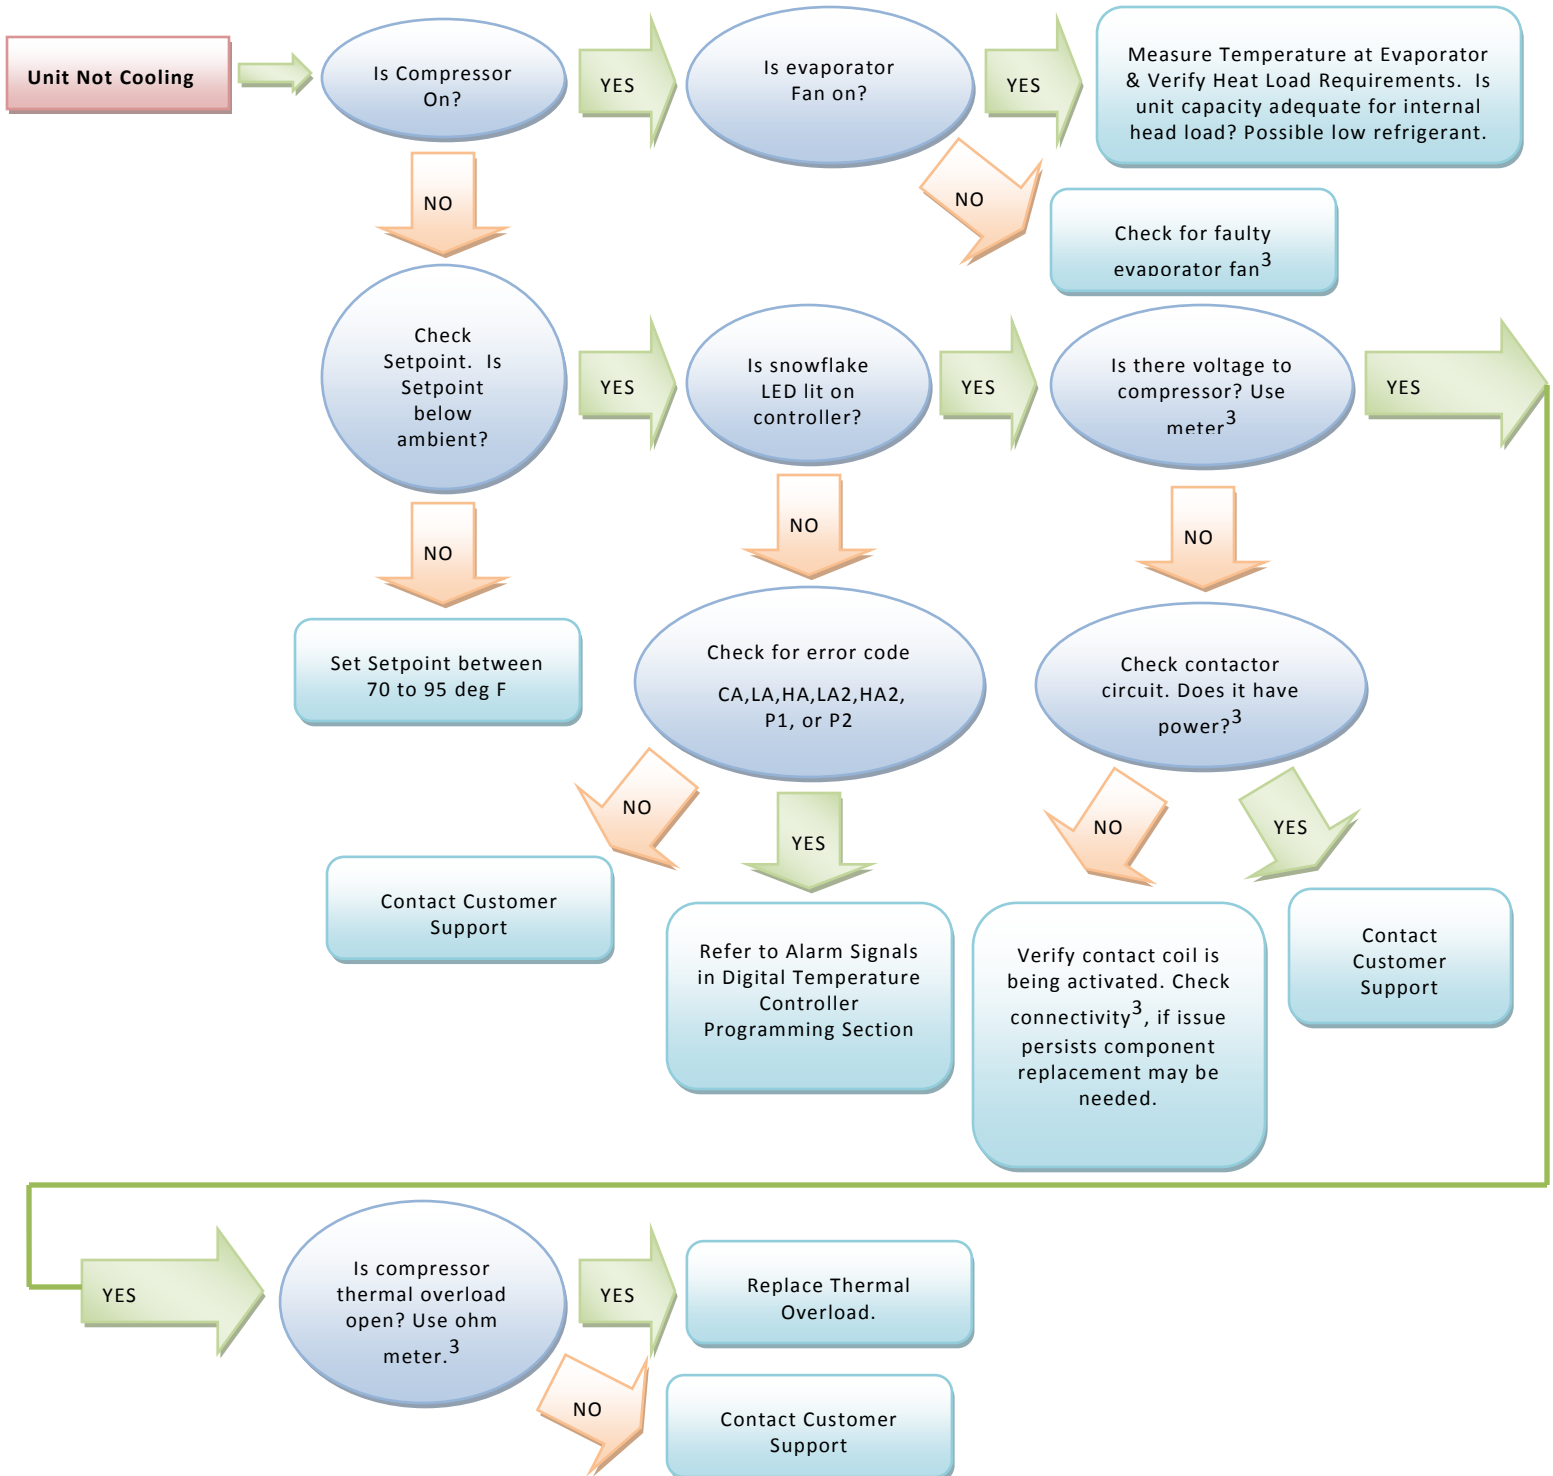 Unit Not Cooling
Is Compressor
On?
YES
Is evaporator
Fan on?
YES
Measure Temperature at Evaporator
& Verify Heat Load Requirements.  Is
unit capacity adequate for internal
head load? Possible low refrigerant.
NO
NO
Check for faulty
evaporator fan3
Check
Setpoint.  Is
Setpoint
below
ambient?
YES
Is snowflake
LED lit on
controller?
YES
Is there voltage to
compressor? Use
meter3
YES
NO
NO
NO
Set Setpoint between
70 to 95 deg F
Check for error code
CA,LA,HA,LA2,HA2,
P1, or P2
Check contactor
circuit. Does it have
power?3
NO
YES
NO
YES
Contact Customer
Support
Refer to Alarm Signals
in Digital Temperature
Controller
Programming Section
Verify contact coil is
being activated. Check
connectivity3, if issue
persists component
replacement may be
needed.
Contact
Customer
Support
YES
Is compressor
thermal overload
open? Use ohm
meter.3
YES
Replace Thermal
Overload.
NO
Contact Customer
Support